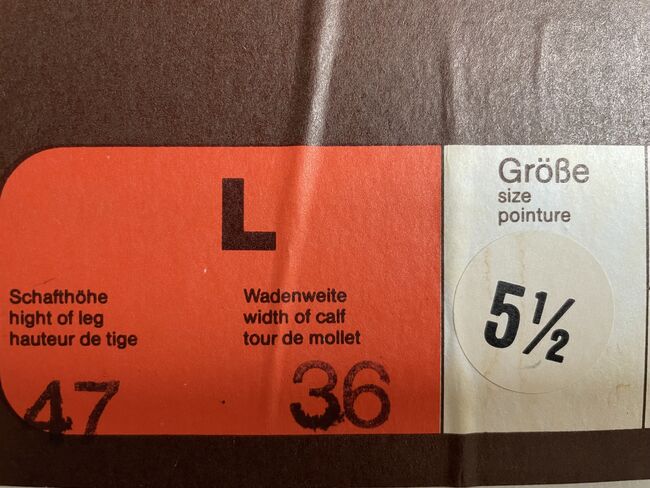 L
Schafthöhe
hight of leg
hauteur de tige
47
Wadenweite
width of calf
tour de mollet
36
Größe
size
pointure
5½